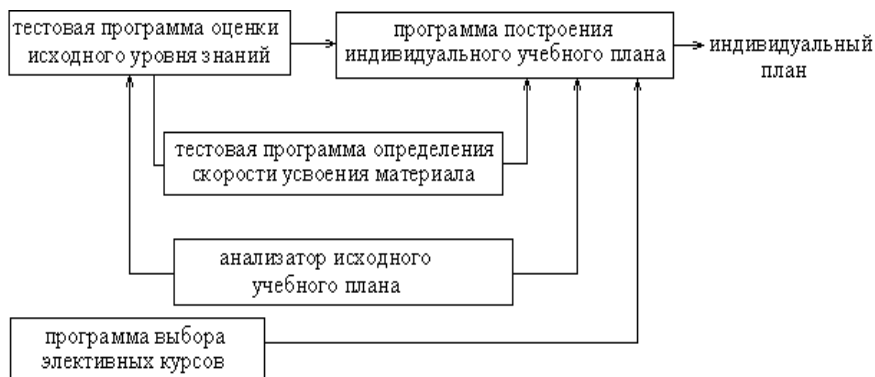 тестовая программа оценки
исходного уровня знаний
программа построения
индивидуального учебного плана
индивидуальный
план
тестовая программа определения
скорости усвоения материала
анализатор исходного
учебного плана
программа выбора
элективных курсов